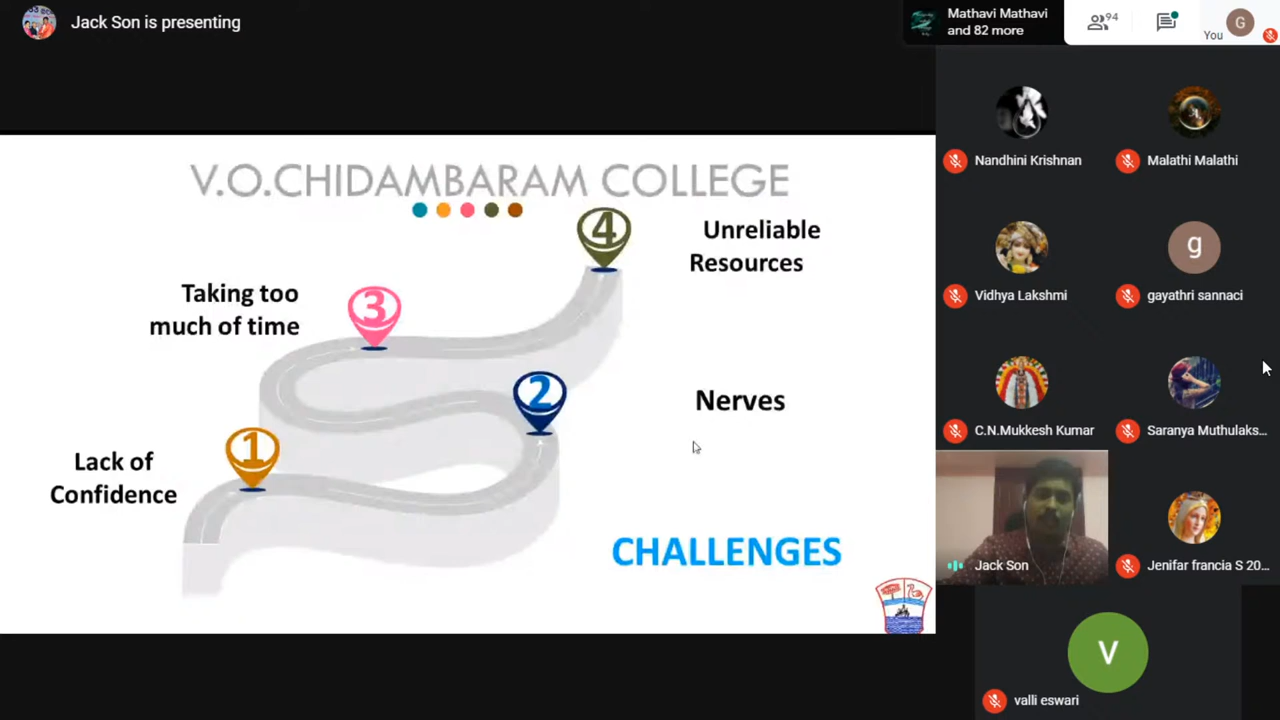 Jack Son is presenting
Mathavi Mathavi
and 82 more
94
You
G
V.O.CHIDAMBARAM COLLEGE
4
Unreliable
Resources
Taking too
much of time
3
2
Nerves
1
Lack of
Confidence
CHALLENGES
Nandhini Krishnan
Malathi Malathi
g
Vidhya Lakshmi
gayathri sannaci
C.N.Mukkesh Kumar
Saranya Muthulaks...
Jack Son
Jenifar francia S 20...
V
valli eswari